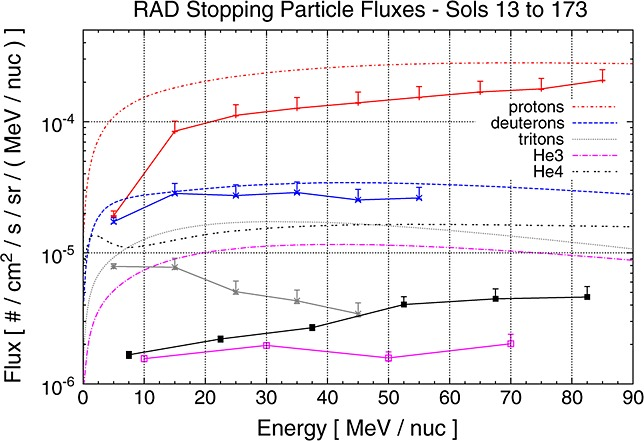 RAD Stopping Particle Fluxes - Sols 13 to 173
Flux [ # / cm² / s / sr / ( MeV / nuc ) ]
10⁻⁴
10⁻⁵
10⁻⁶
protons
deuterons
tritons
He3
He4
0 10 20 30 40 50 60 70 80 90
Energy [ MeV / nuc ]